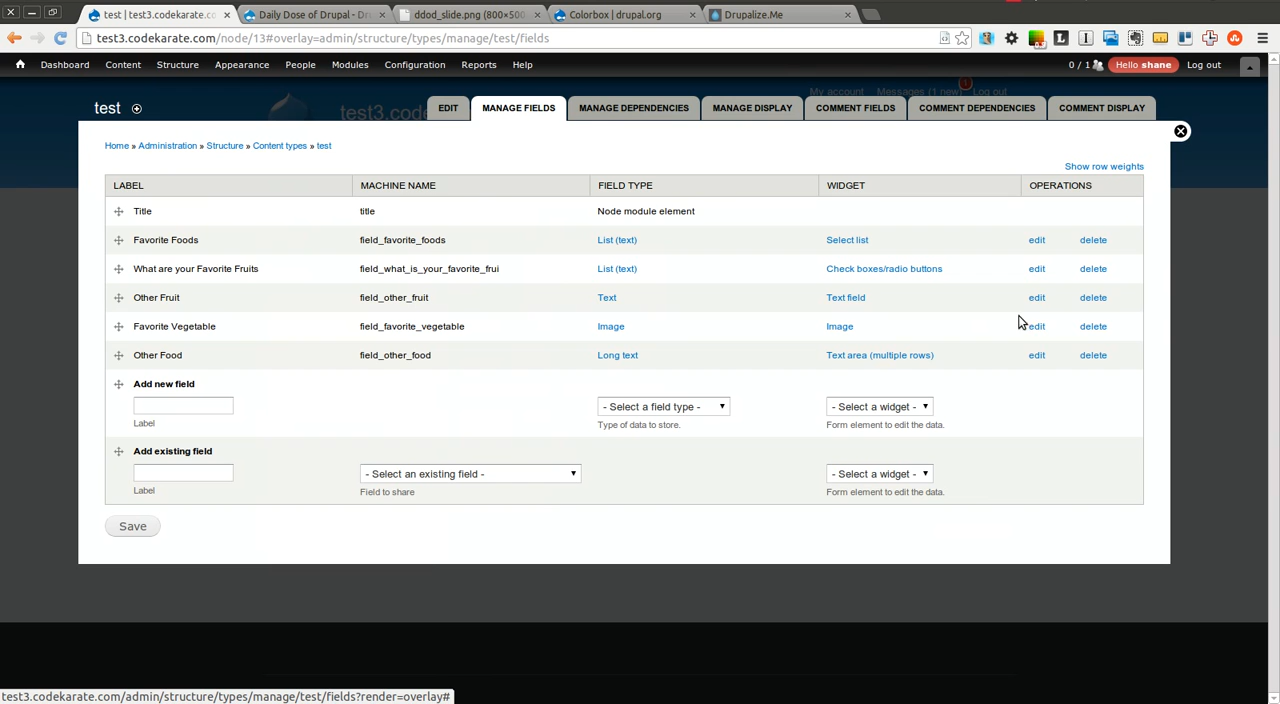 test | test3.codekarate.co
Daily Dose of Drupal - Dr
ddod_slide.png (800×500
Colorbox | drupal.org
Drupalize.Me
test3.codekarate.com/node/13#overlay=admin/structure/types/manage/test/fields
Dashboard Content Structure Appearance People Modules Configuration Reports Help 0 / 1 Hello shane Log out
My account Messages (1 new) 1 Log out
test3.cod
test EDIT MANAGE FIELDS MANAGE DEPENDENCIES MANAGE DISPLAY COMMENT FIELDS COMMENT DEPENDENCIES COMMENT DISPLAY
Home » Administration » Structure » Content types » test
Show row weights
LABEL MACHINE NAME FIELD TYPE WIDGET OPERATIONS
Title title Node module element
Favorite Foods field_favorite_foods List (text) Select list edit delete
What are your Favorite Fruits field_what_is_your_favorite_frui List (text) Check boxes/radio buttons edit delete
Other Fruit field_other_fruit Text Text field edit delete
Favorite Vegetable field_favorite_vegetable Image Image edit delete
Other Food field_other_food Long text Text area (multiple rows) edit delete
Add new field
- Select a field type - - Select a widget -
Label Type of data to store. Form element to edit the data.
Add existing field
- Select an existing field - - Select a widget -
Label Field to share Form element to edit the data.
Save
test3.codekarate.com/admin/structure/types/manage/test/fields?render=overlay#